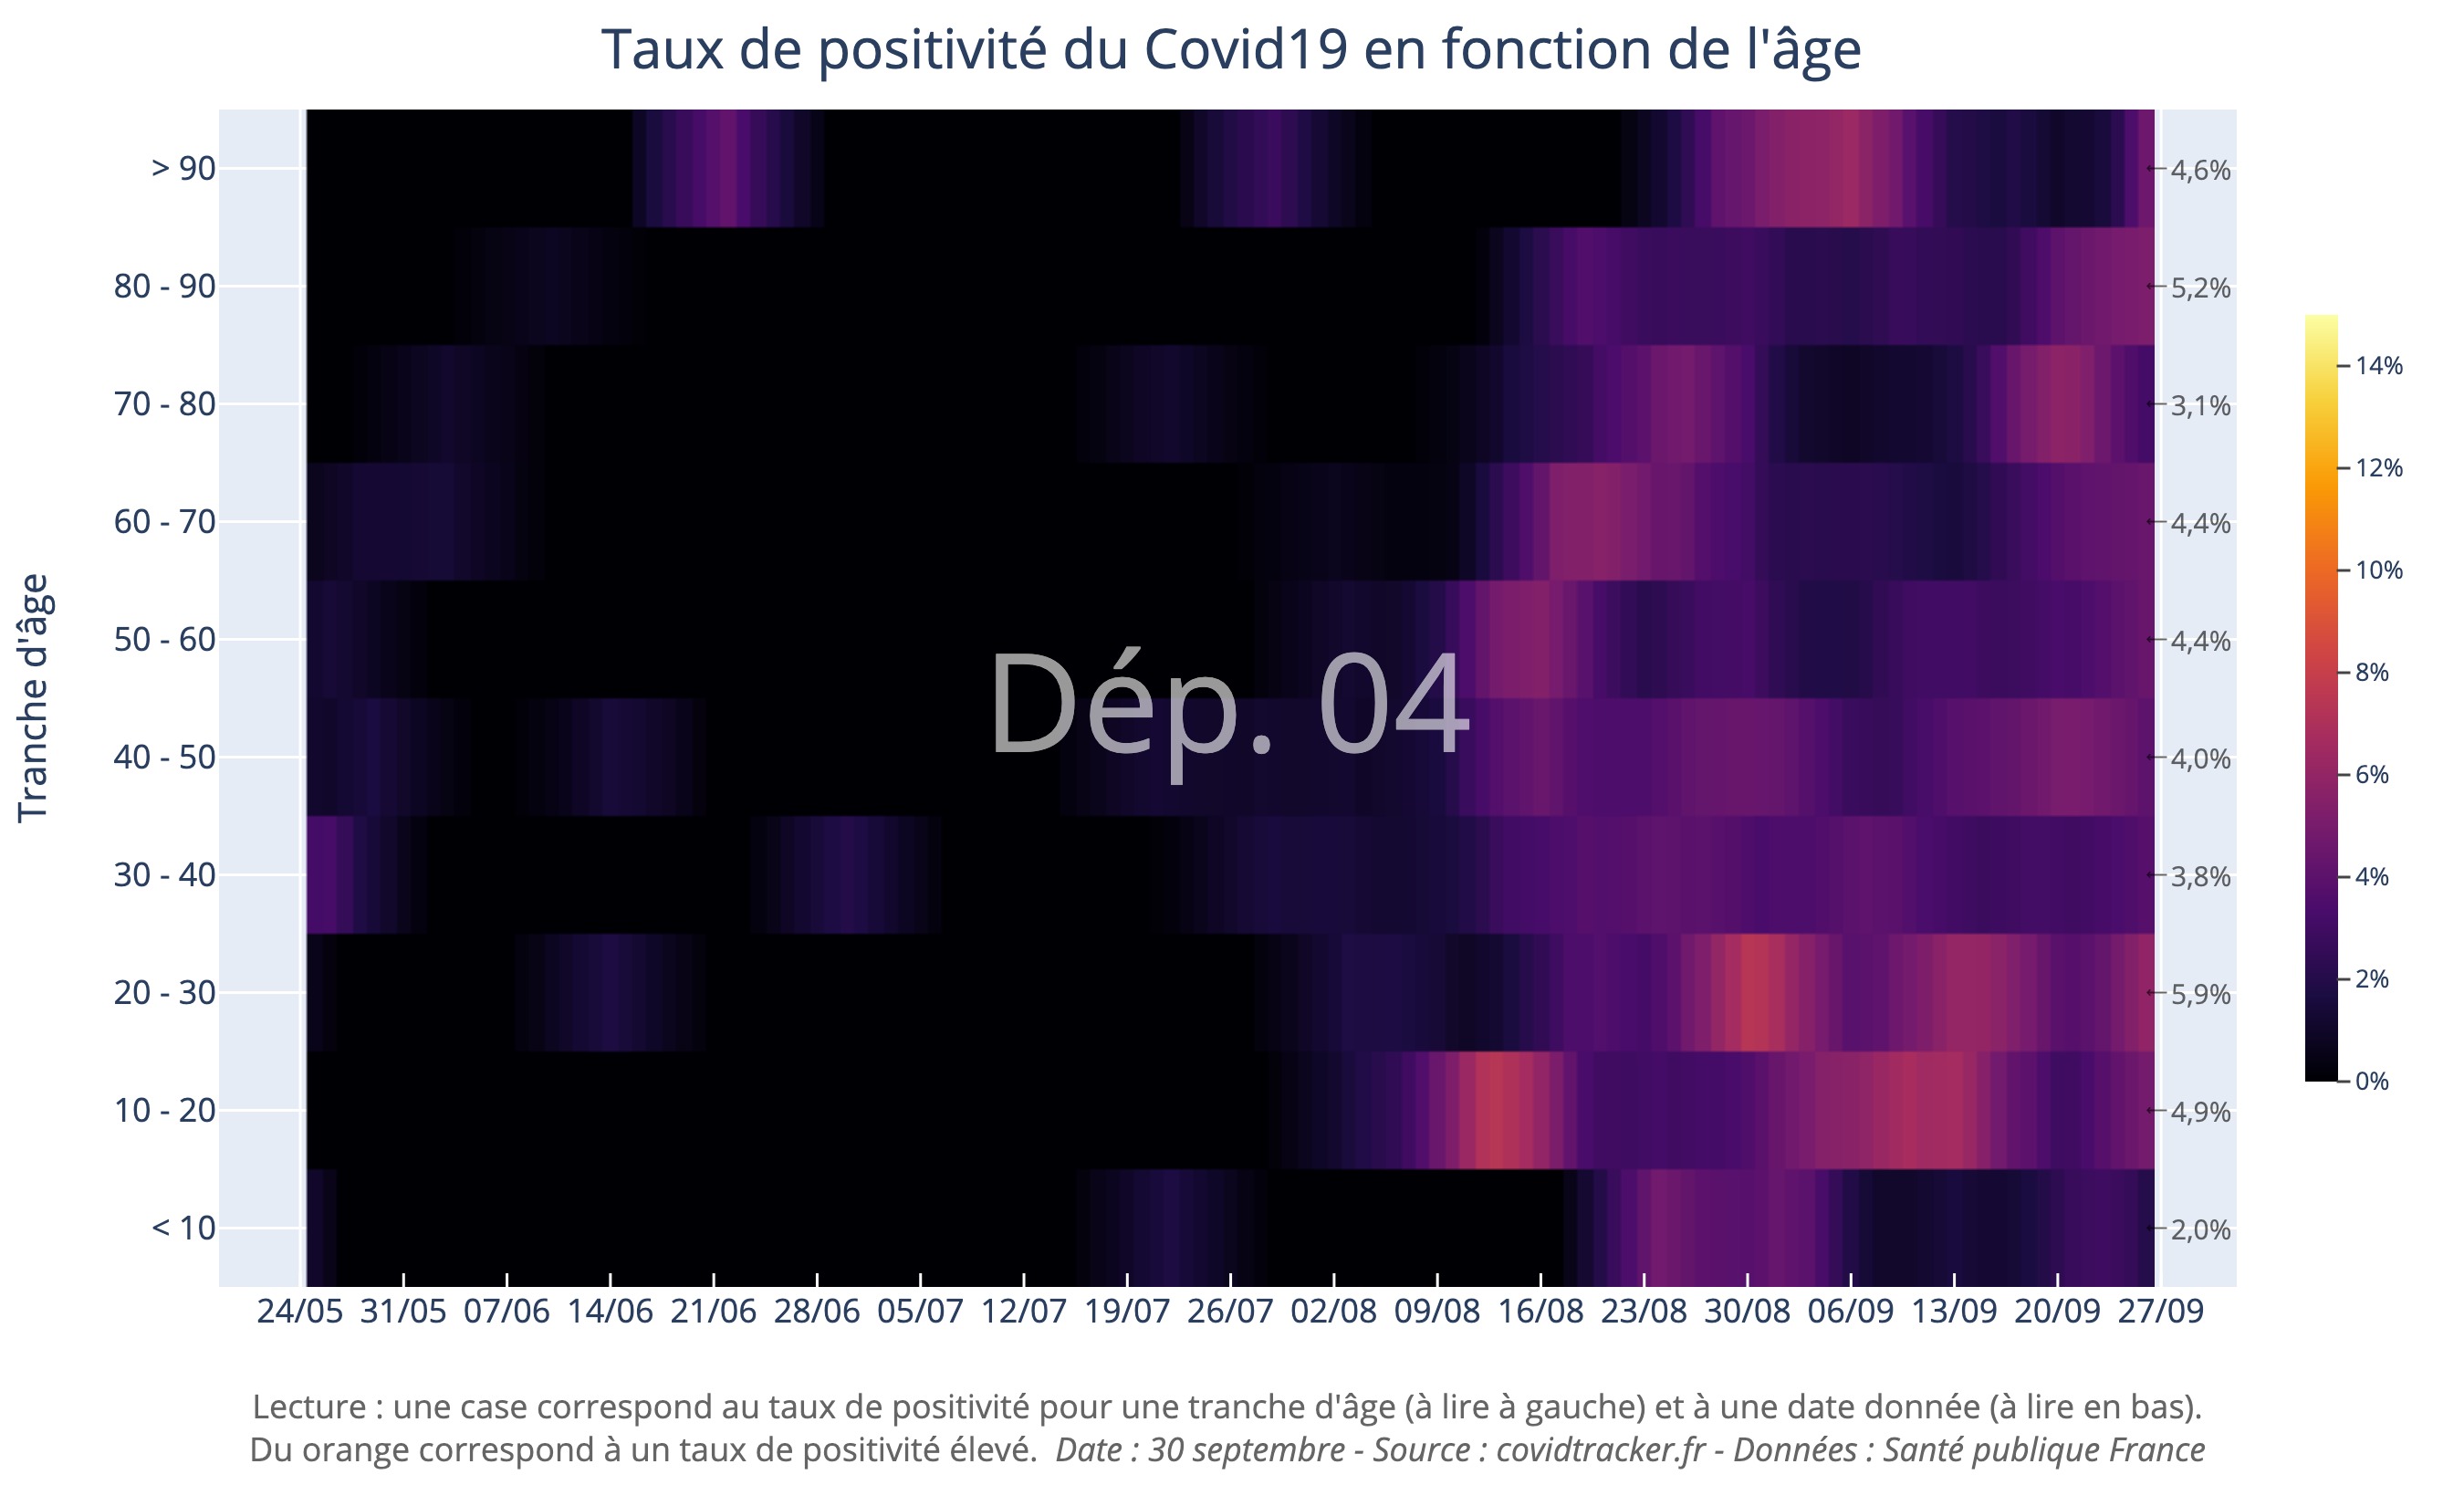 Taux de positivité du Covid19 en fonction de l'âge
Tranche d'âge
> 90
80 - 90
70 - 80
60 - 70
50 - 60
40 - 50
30 - 40
20 - 30
10 - 20
< 10
Dép. 04
4,6%
5,2%
3,1%
4,4%
4,4%
4,0%
3,8%
5,9%
4,9%
2,0%
14%
12%
10%
8%
6%
4%
2%
0%
24/05 31/05 07/06 14/06 21/06 28/06 05/07 12/07 19/07 26/07 02/08 09/08 16/08 23/08 30/08 06/09 13/09 20/09 27/09
Lecture : une case correspond au taux de positivité pour une tranche d'âge (à lire à gauche) et à une date donnée (à lire en bas).
Du orange correspond à un taux de positivité élevé. Date : 30 septembre - Source : covidtracker.fr - Données : Santé publique France